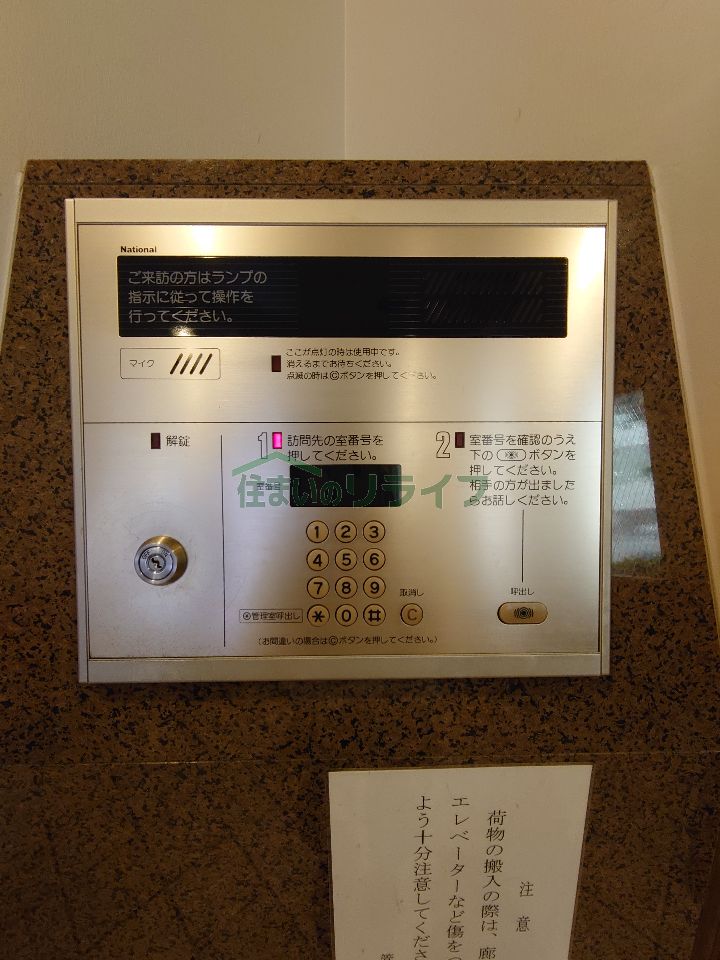 National
ご来訪の方はランプの
指示に従って操作を
行ってください。
マイク
ここが点灯の時は使用中です。
消えるまでお待ちください。
点滅の時はⒸボタンを押してください。
解錠
1 訪問先の室番号を
押してください。
室番号
2 室番号を確認のうえ
下の ボタンを
押してください。
相手の方が出ました
らお話しください。
住まいのリライフ
1 2 3
4 5 6
7 8 9
* 0 #
取消し
C
呼出し
⊛管理室呼出し
(お間違いの場合はⒸボタンを押してください。)
注意
荷物の搬入の際は、廊
エレベーターなど傷を
よう十分注意してくださ